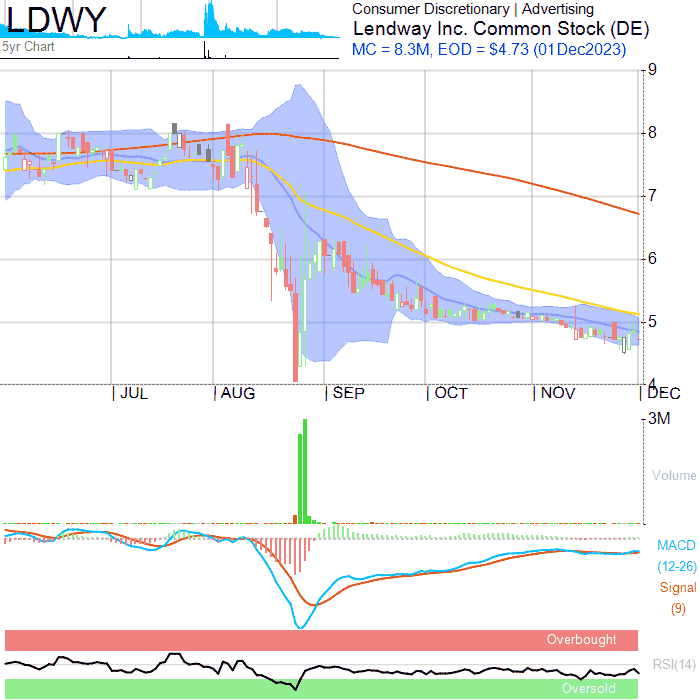 LDWY
5yr Chart
Consumer Discretionary | Advertising
Lendway Inc. Common Stock (DE)
MC = 8.3M, EOD = $4.73 (01Dec2023)
9
8
7
6
5
4
JUL AUG SEP OCT NOV DEC
3M
Volume
MACD
(12-26)
Signal
(9)
Overbought
RSI(14)
Oversold